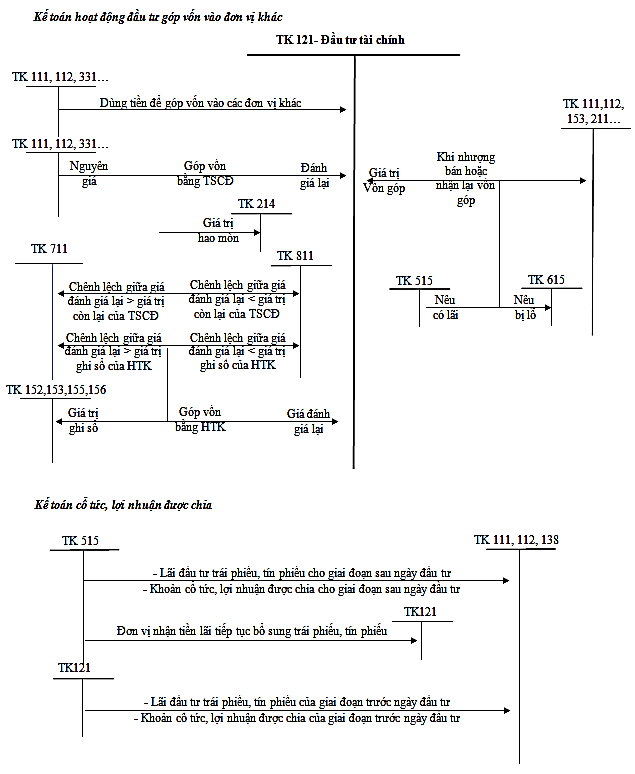 Kế toán hoạt động đầu tư góp vốn vào đơn vị khác
TK 121- Đầu tư tài chính
TK 111, 112, 331...
Dùng tiền để góp vốn vào các đơn vị khác
TK 111,112,
153, 211...
TK 111, 112, 331...
Nguyên
giá
Góp vốn
bằng TSCĐ
Đánh
giá lại
Giá trị
Vốn góp
Khi nhượng
bán hoặc
nhận lại vốn
góp
TK 214
Giá trị
hao mòn
TK 711
TK 811
Chênh lệch giữa giá
đánh giá lại > giá trị
còn lại của TSCĐ
Chênh lệch giữa giá
đánh giá lại < giá trị
còn lại của TSCĐ
TK 515
Nếu
có lãi
TK 615
Nếu
bị lỗ
Chênh lệch giữa giá
đánh giá lại > giá trị
ghi sổ của HTK
Chênh lệch giữa giá
đánh giá lại < giá trị
ghi sổ của HTK
TK 152,153,155,156
Giá trị
ghi sổ
Góp vốn
bằng HTK
Giá đánh
giá lại
Kế toán cổ tức, lợi nhuận được chia
TK 515
TK 111, 112, 138
- Lãi đầu tư trái phiếu, tín phiếu cho giai đoạn sau ngày đầu tư
- Khoản cổ tức, lợi nhuận được chia cho giai đoạn sau ngày đầu tư
TK121
Đơn vị nhận tiền lãi tiếp tục bổ sung trái phiếu, tín phiếu
TK121
- Lãi đầu tư trái phiếu, tín phiếu của giai đoạn trước ngày đầu tư
- Khoản cổ tức, lợi nhuận được chia của giai đoạn trước ngày đầu tư